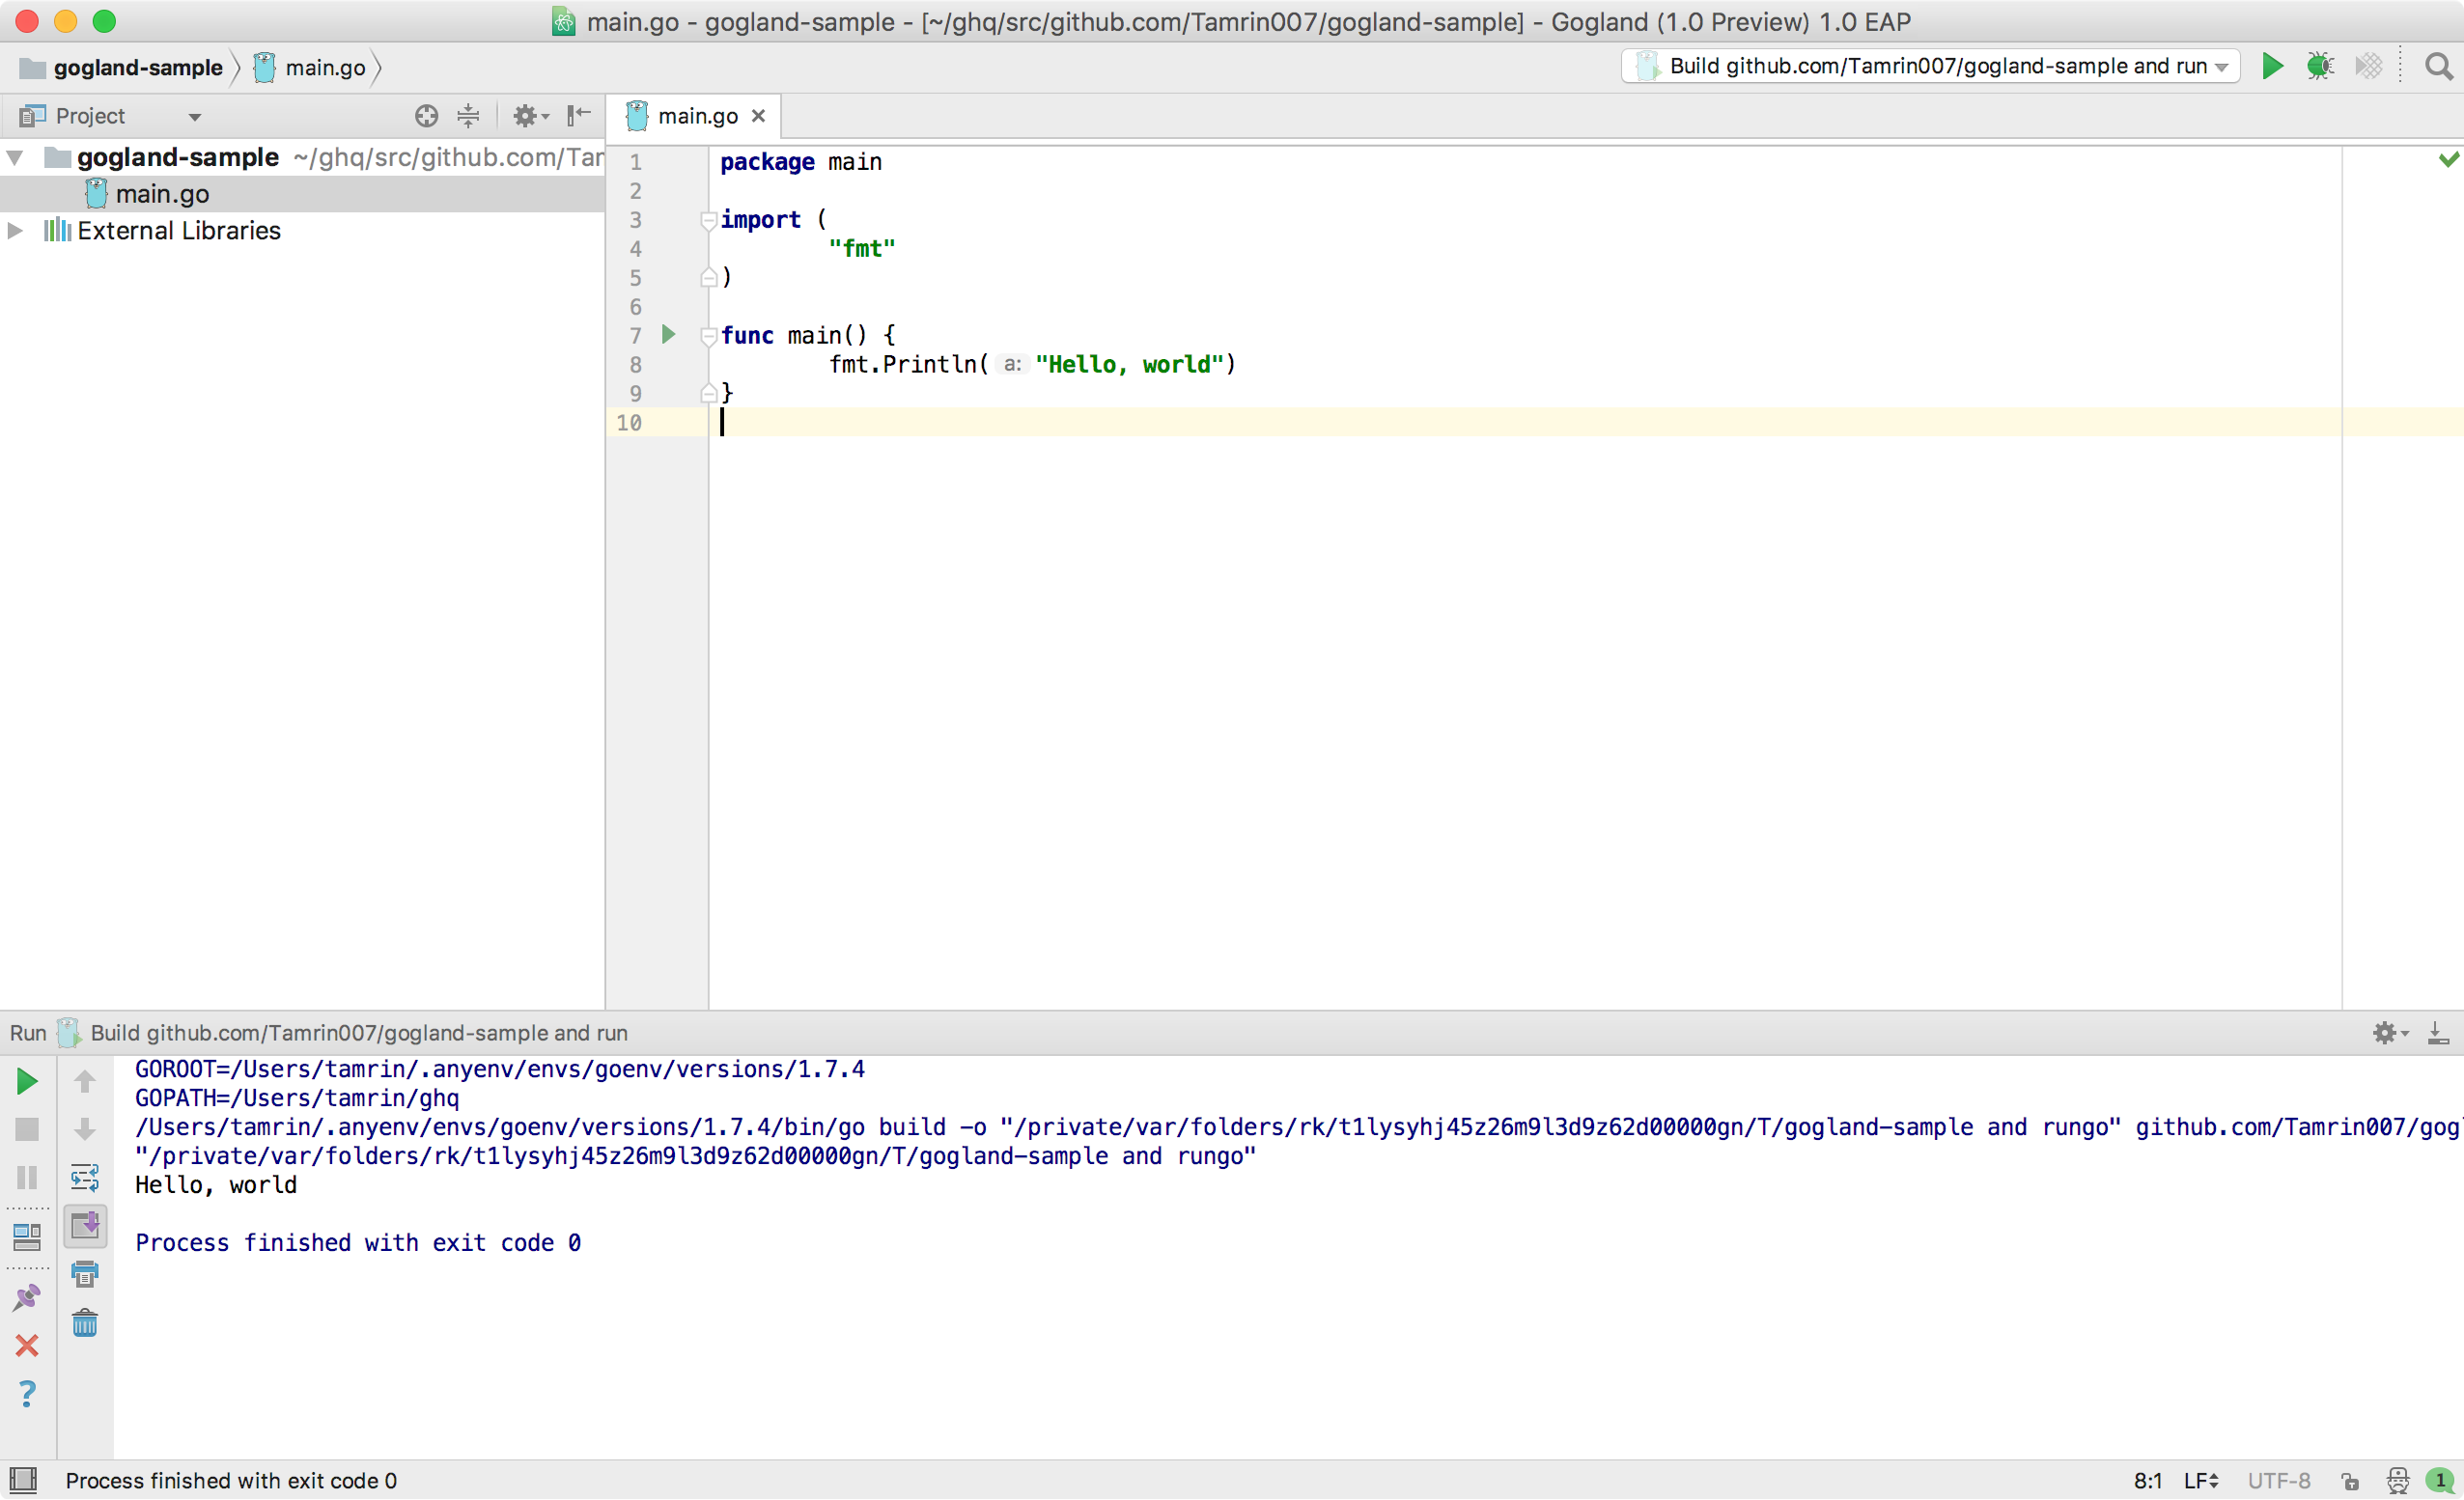 main.go - gogland-sample - [~/ghq/src/github.com/Tamrin007/gogland-sample] - Gogland (1.0 Preview) 1.0 EAP
gogland-sample main.go Build github.com/Tamrin007/gogland-sample and run
Project main.go
gogland-sample ~/ghq/src/github.com/Tar
main.go
External Libraries
1 package main
2
3 import (
4 "fmt"
5 )
6
7 func main() {
8 fmt.Println( a: "Hello, world")
9 }
10
Run Build github.com/Tamrin007/gogland-sample and run
GOROOT=/Users/tamrin/.anyenv/envs/goenv/versions/1.7.4
GOPATH=/Users/tamrin/ghq
/Users/tamrin/.anyenv/envs/goenv/versions/1.7.4/bin/go build -o "/private/var/folders/rk/t1lysyhj45z26m9l3d9z62d00000gn/T/gogland-sample and rungo" github.com/Tamrin007/gogl
"/private/var/folders/rk/t1lysyhj45z26m9l3d9z62d00000gn/T/gogland-sample and rungo"
Hello, world
Process finished with exit code 0
Process finished with exit code 0 8:1 LF UTF-8 1